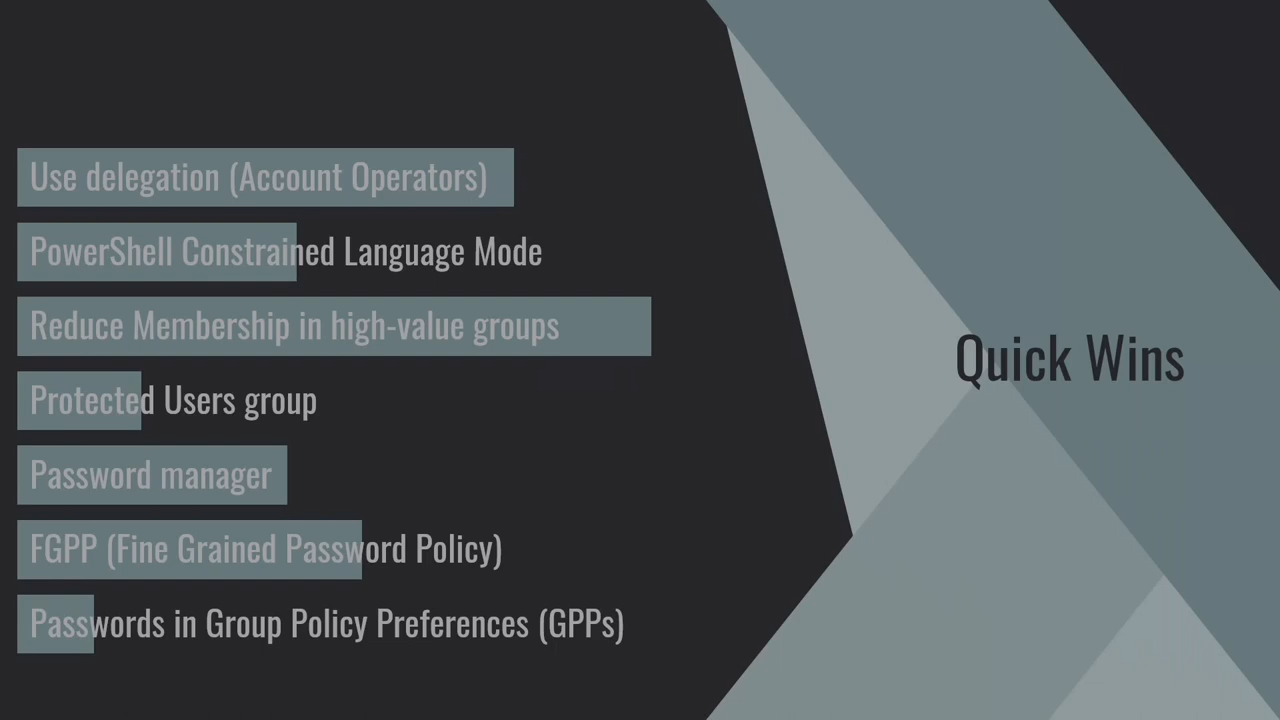 Use delegation (Account Operators)
PowerShell Constrained Language Mode
Reduce Membership in high-value groups
Protected Users group
Password manager
FGPP (Fine Grained Password Policy)
Passwords in Group Policy Preferences (GPPs)
Quick Wins